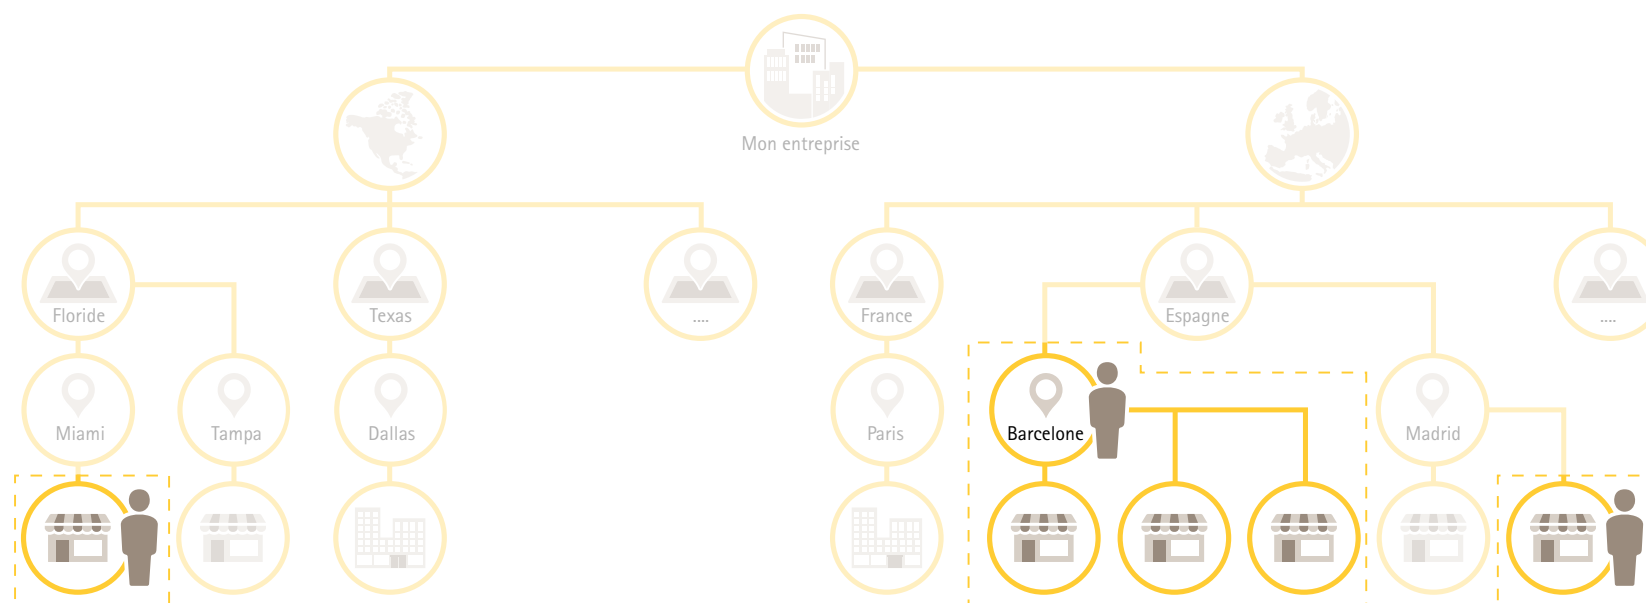 Mon entreprise
Floride
Texas
....
France
Espagne
....
Miami
Tampa
Dallas
Paris
Barcelone
Madrid